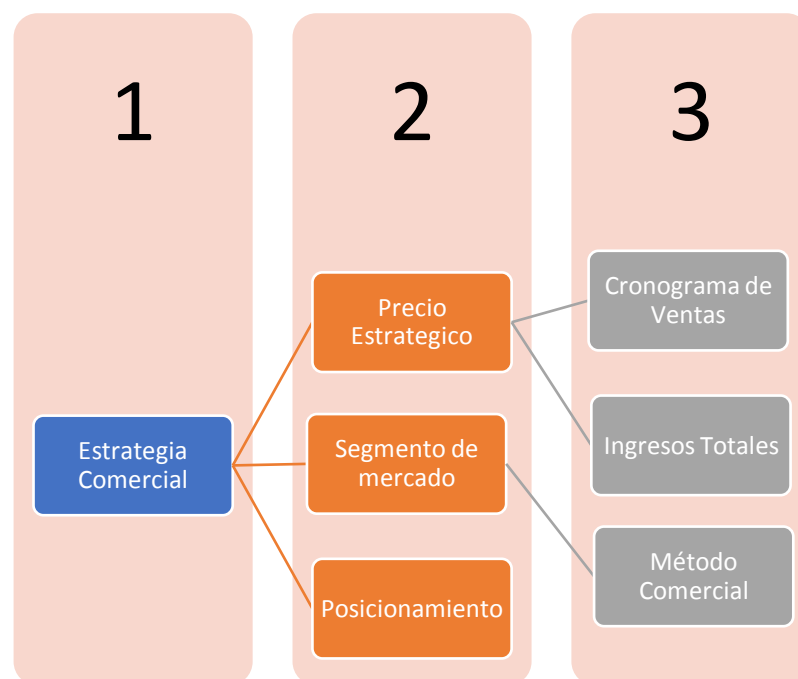 1
2
3
Estrategia
Comercial
Precio
Estrategico
Segmento de
mercado
Posicionamiento
Cronograma de
Ventas
Ingresos Totales
Método
Comercial